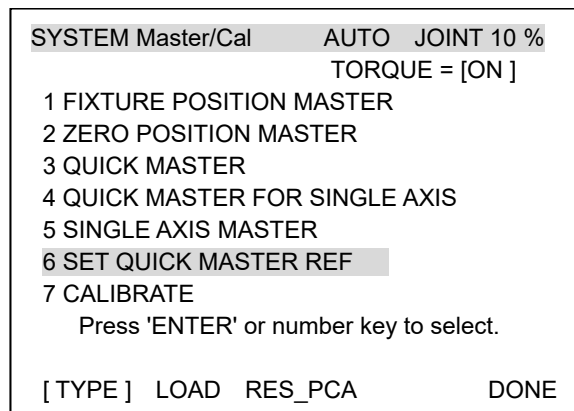 SYSTEM Master/Cal AUTO JOINT 10 %
TORQUE = [ON ]
1 FIXTURE POSITION MASTER
2 ZERO POSITION MASTER
3 QUICK MASTER
4 QUICK MASTER FOR SINGLE AXIS
5 SINGLE AXIS MASTER
6 SET QUICK MASTER REF
7 CALIBRATE
Press 'ENTER' or number key to select.
[ TYPE ] LOAD RES_PCA DONE